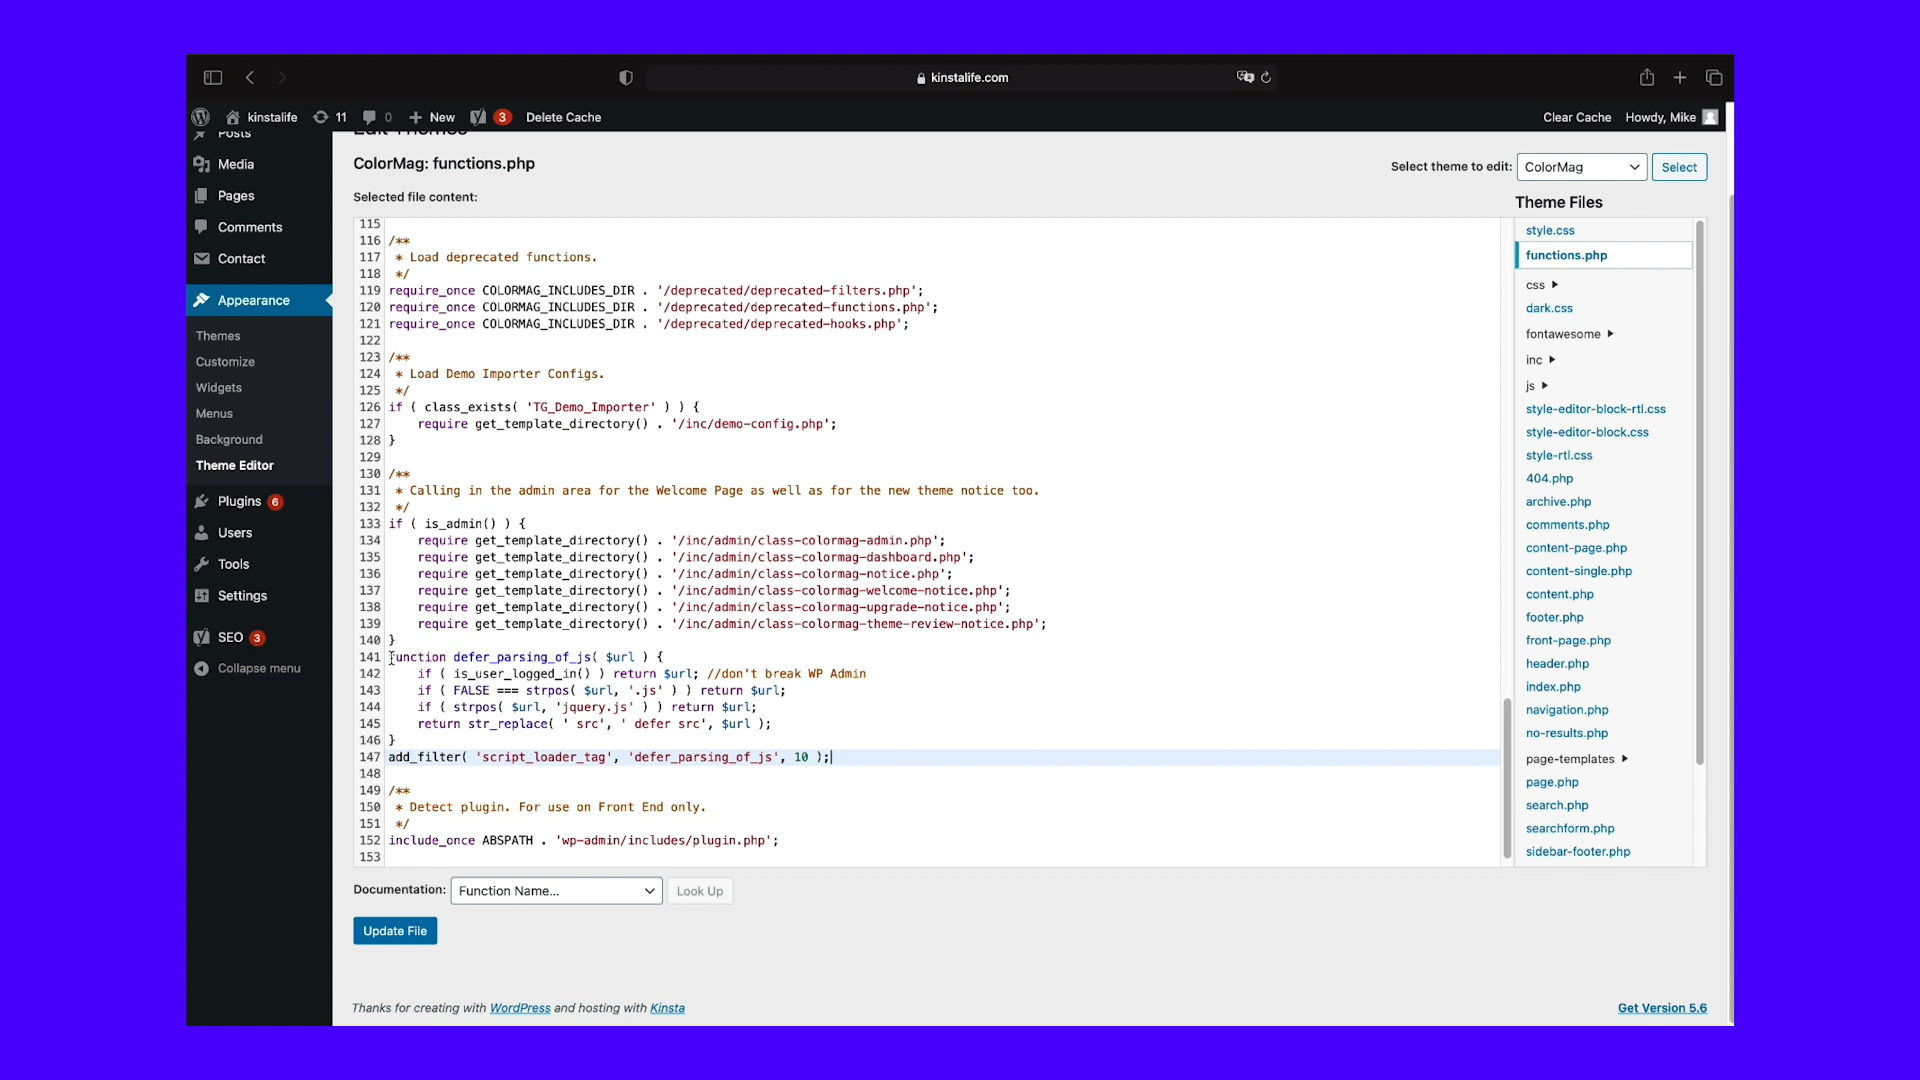 kinstalife.com
kinstalife 11 0 New 3 Delete Cache Clear Cache Howdy, Mike
Posts
Media
Pages
Comments
Contact
Appearance
Themes
Customize
Widgets
Menus
Background
Theme Editor
Plugins 6
Users
Tools
Settings
SEO 3
Collapse menu
Edit Themes
ColorMag: functions.php
Select theme to edit: ColorMag Select
Selected file content:
115
116 /**
117  * Load deprecated functions.
118  */
119 require_once COLORMAG_INCLUDES_DIR . '/deprecated/deprecated-filters.php';
120 require_once COLORMAG_INCLUDES_DIR . '/deprecated/deprecated-functions.php';
121 require_once COLORMAG_INCLUDES_DIR . '/deprecated/deprecated-hooks.php';
122
123 /**
124  * Load Demo Importer Configs.
125  */
126 if ( class_exists( 'TG_Demo_Importer' ) ) {
127     require get_template_directory() . '/inc/demo-config.php';
128 }
129
130 /**
131  * Calling in the admin area for the Welcome Page as well as for the new theme notice too.
132  */
133 if ( is_admin() ) {
134     require get_template_directory() . '/inc/admin/class-colormag-admin.php';
135     require get_template_directory() . '/inc/admin/class-colormag-dashboard.php';
136     require get_template_directory() . '/inc/admin/class-colormag-notice.php';
137     require get_template_directory() . '/inc/admin/class-colormag-welcome-notice.php';
138     require get_template_directory() . '/inc/admin/class-colormag-upgrade-notice.php';
139     require get_template_directory() . '/inc/admin/class-colormag-theme-review-notice.php';
140 }
141 function defer_parsing_of_js( $url ) {
142     if ( is_user_logged_in() ) return $url; //don't break WP Admin
143     if ( FALSE === strpos( $url, '.js' ) ) return $url;
144     if ( strpos( $url, 'jquery.js' ) ) return $url;
145     return str_replace( ' src', ' defer src', $url );
146 }
147 add_filter( 'script_loader_tag', 'defer_parsing_of_js', 10 );
148
149 /**
150  * Detect plugin. For use on Front End only.
151  */
152 include_once ABSPATH . 'wp-admin/includes/plugin.php';
153
Theme Files
style.css
functions.php
css
dark.css
fontawesome
inc
js
style-editor-block-rtl.css
style-editor-block.css
style-rtl.css
404.php
archive.php
comments.php
content-page.php
content-single.php
content.php
footer.php
front-page.php
header.php
index.php
navigation.php
no-results.php
page-templates
page.php
search.php
searchform.php
sidebar-footer.php
Documentation: Function Name... Look Up
Update File
Thanks for creating with WordPress and hosting with Kinsta
Get Version 5.6